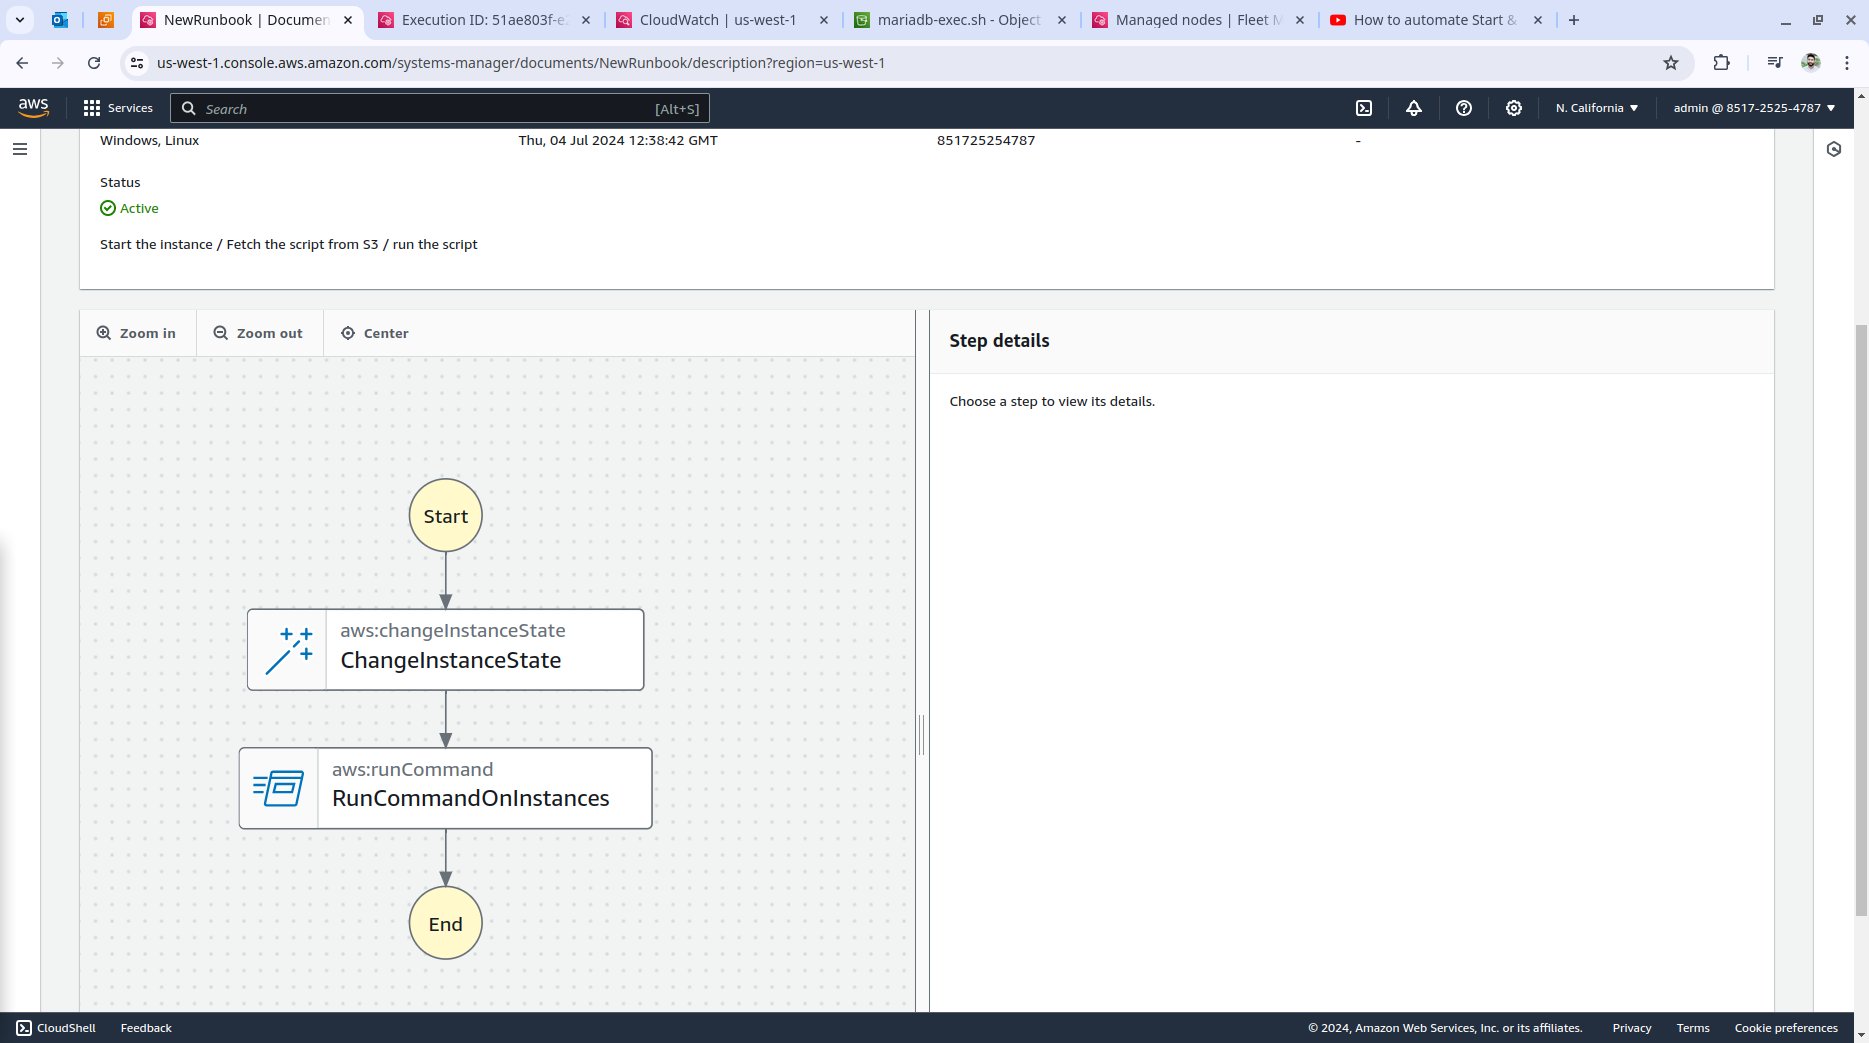 NewRunbook | Documen
Execution ID: 51ae803f-e
CloudWatch | us-west-1
mariadb-exec.sh - Object
Managed nodes | Fleet M
How to automate Start &
us-west-1.console.aws.amazon.com/systems-manager/documents/NewRunbook/description?region=us-west-1
aws
Services
Search
[Alt+S]
N. California
admin @ 8517-2525-4787
Windows, Linux
Thu, 04 Jul 2024 12:38:42 GMT
851725254787
-
Status
Active
Start the instance / Fetch the script from S3 / run the script
Zoom in
Zoom out
Center
Step details
Choose a step to view its details.
Start
aws:changeInstanceState
ChangeInstanceState
aws:runCommand
RunCommandOnInstances
End
CloudShell
Feedback
© 2024, Amazon Web Services, Inc. or its affiliates.
Privacy
Terms
Cookie preferences